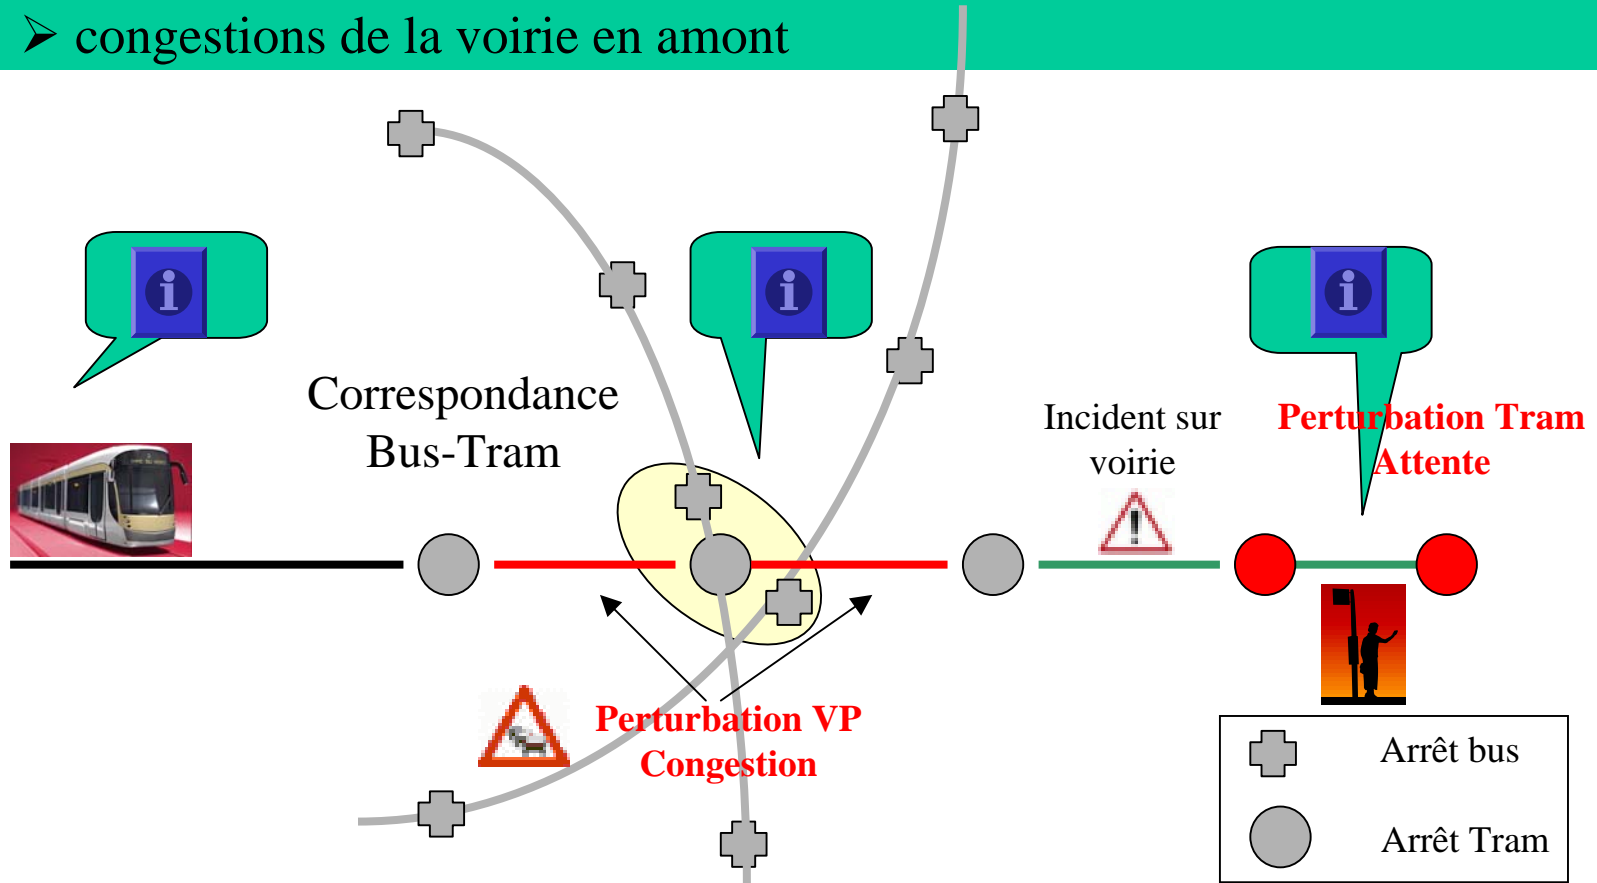 ➢ congestions de la voirie en amont
Correspondance
Bus-Tram
Incident sur
voirie
Perturbation Tram
Attente
Perturbation VP
Congestion
Arrêt bus
Arrêt Tram